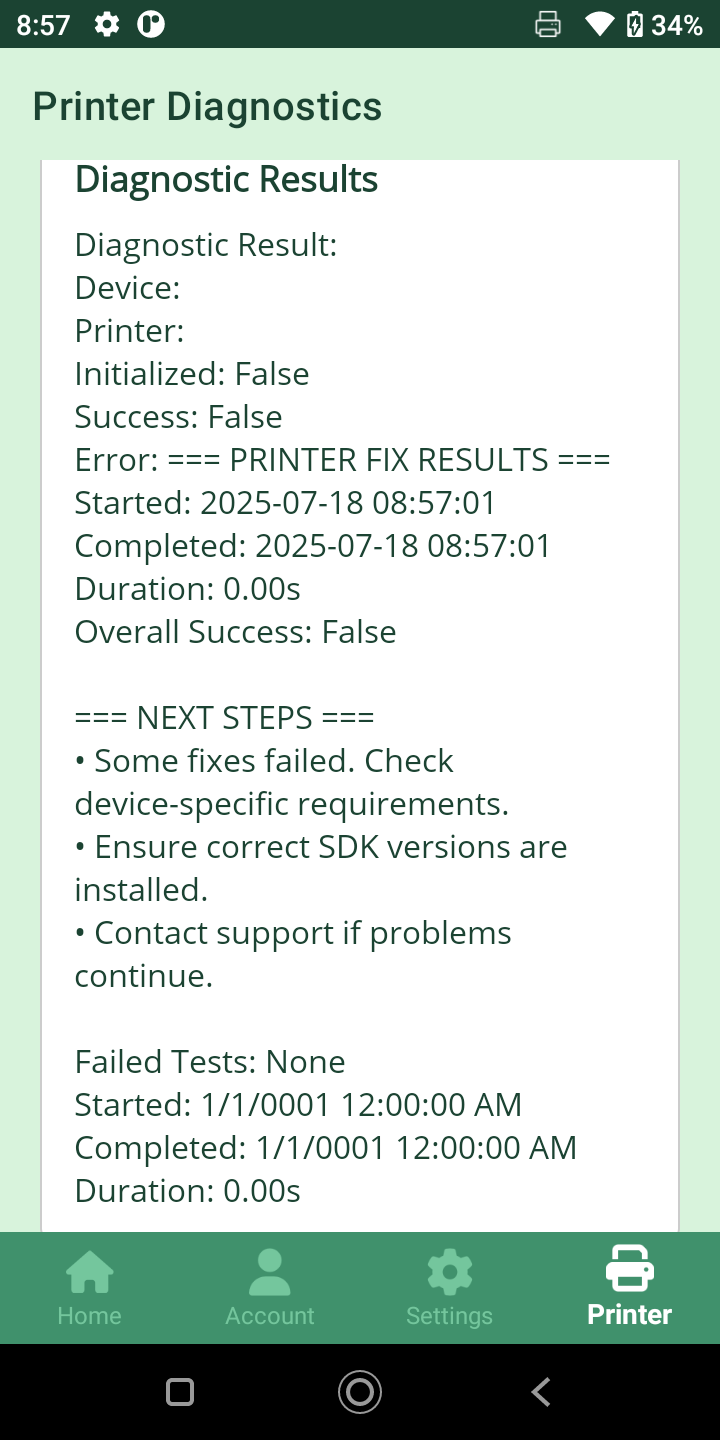 8:57
34%
Printer Diagnostics
Diagnostic Results
Diagnostic Result:
Device:
Printer:
Initialized: False
Success: False
Error: === PRINTER FIX RESULTS ===
Started: 2025-07-18 08:57:01
Completed: 2025-07-18 08:57:01
Duration: 0.00s
Overall Success: False
=== NEXT STEPS ===
• Some fixes failed. Check
device-specific requirements.
• Ensure correct SDK versions are
installed.
• Contact support if problems
continue.
Failed Tests: None
Started: 1/1/0001 12:00:00 AM
Completed: 1/1/0001 12:00:00 AM
Duration: 0.00s
Home
Account
Settings
Printer